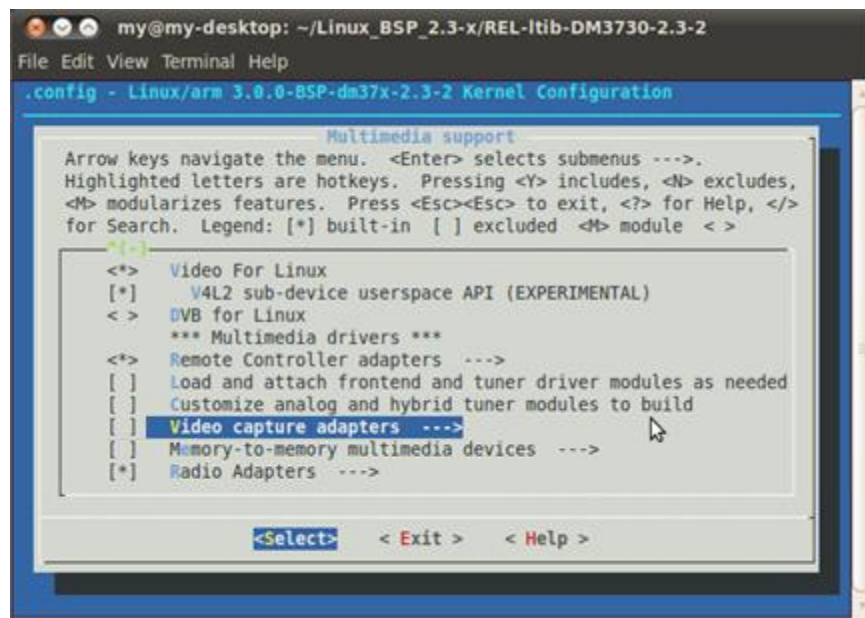 my@my-desktop: ~/Linux_BSP_2.3-x/REL-ltib-DM3730-2.3-2
File Edit View Terminal Help
.config - Linux/arm 3.0.0-BSP-dm37x-2.3-2 Kernel Configuration
Multimedia support
Arrow keys navigate the menu. <Enter> selects submenus --->.
Highlighted letters are hotkeys. Pressing <Y> includes, <N> excludes,
<M> modularizes features. Press <Esc><Esc> to exit, <?> for Help, </>
for Search. Legend: [*] built-in [ ] excluded <M> module < >
^(-)
<*> Video For Linux
[*] V4L2 sub-device userspace API (EXPERIMENTAL)
< > DVB for Linux
*** Multimedia drivers ***
<*> Remote Controller adapters --->
[ ] Load and attach frontend and tuner driver modules as needed
[ ] Customize analog and hybrid tuner modules to build
[ ] Video capture adapters --->
[ ] Memory-to-memory multimedia devices --->
[*] Radio Adapters --->
<Select> < Exit > < Help >